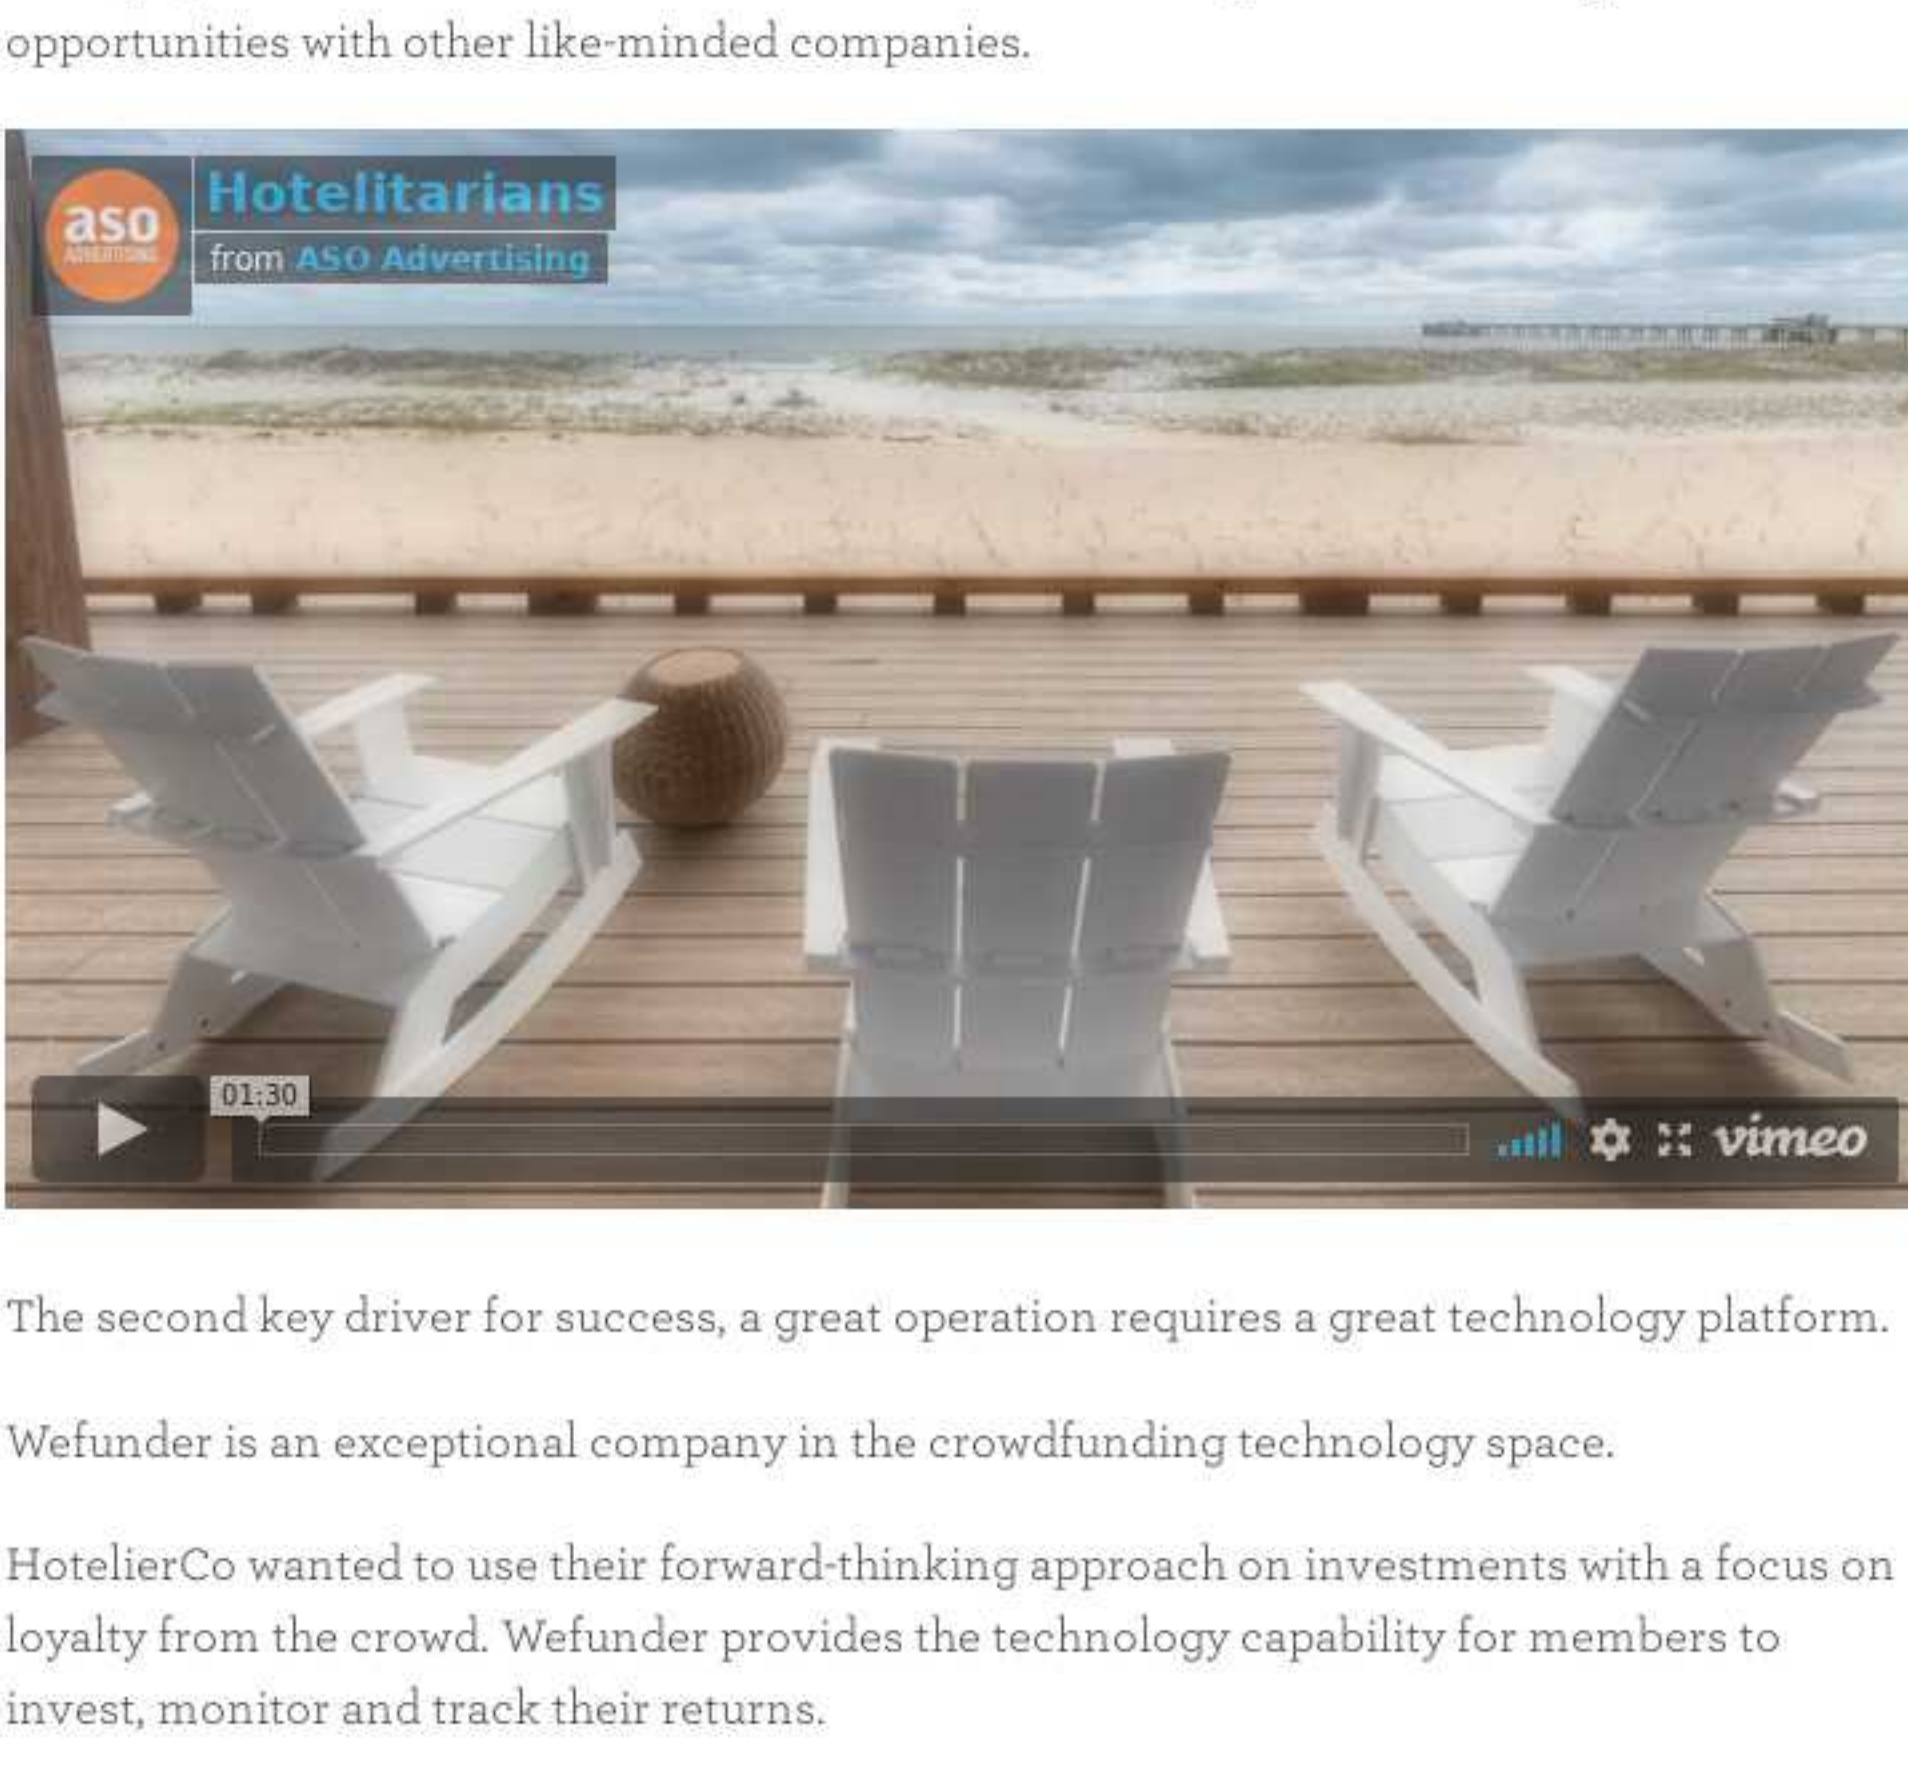 opportunities with other like-minded companies.
aso
ADVERTISING
Hotelitarians
from ASO Advertising
01:30
vimeo
The second key driver for success, a great operation requires a great technology platform.
Wefunder is an exceptional company in the crowdfunding technology space.
HotelierCo wanted to use their forward-thinking approach on investments with a focus on
loyalty from the crowd. Wefunder provides the technology capability for members to
invest, monitor and track their returns.